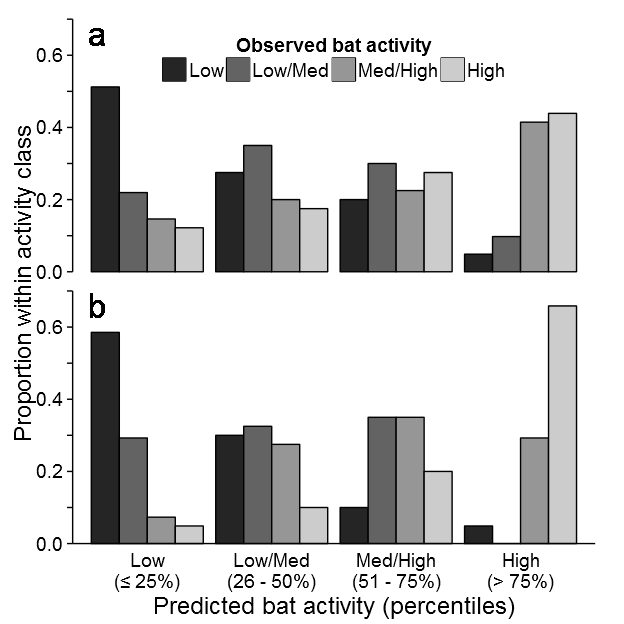 a
Observed bat activity
Low Low/Med Med/High High
0.6
0.4
0.2
0.0
b
0.6
0.4
0.2
0.0
Proportion within activity class
Low Low/Med Med/High High
(≤ 25%) (26 - 50%) (51 - 75%) (> 75%)
Predicted bat activity (percentiles)